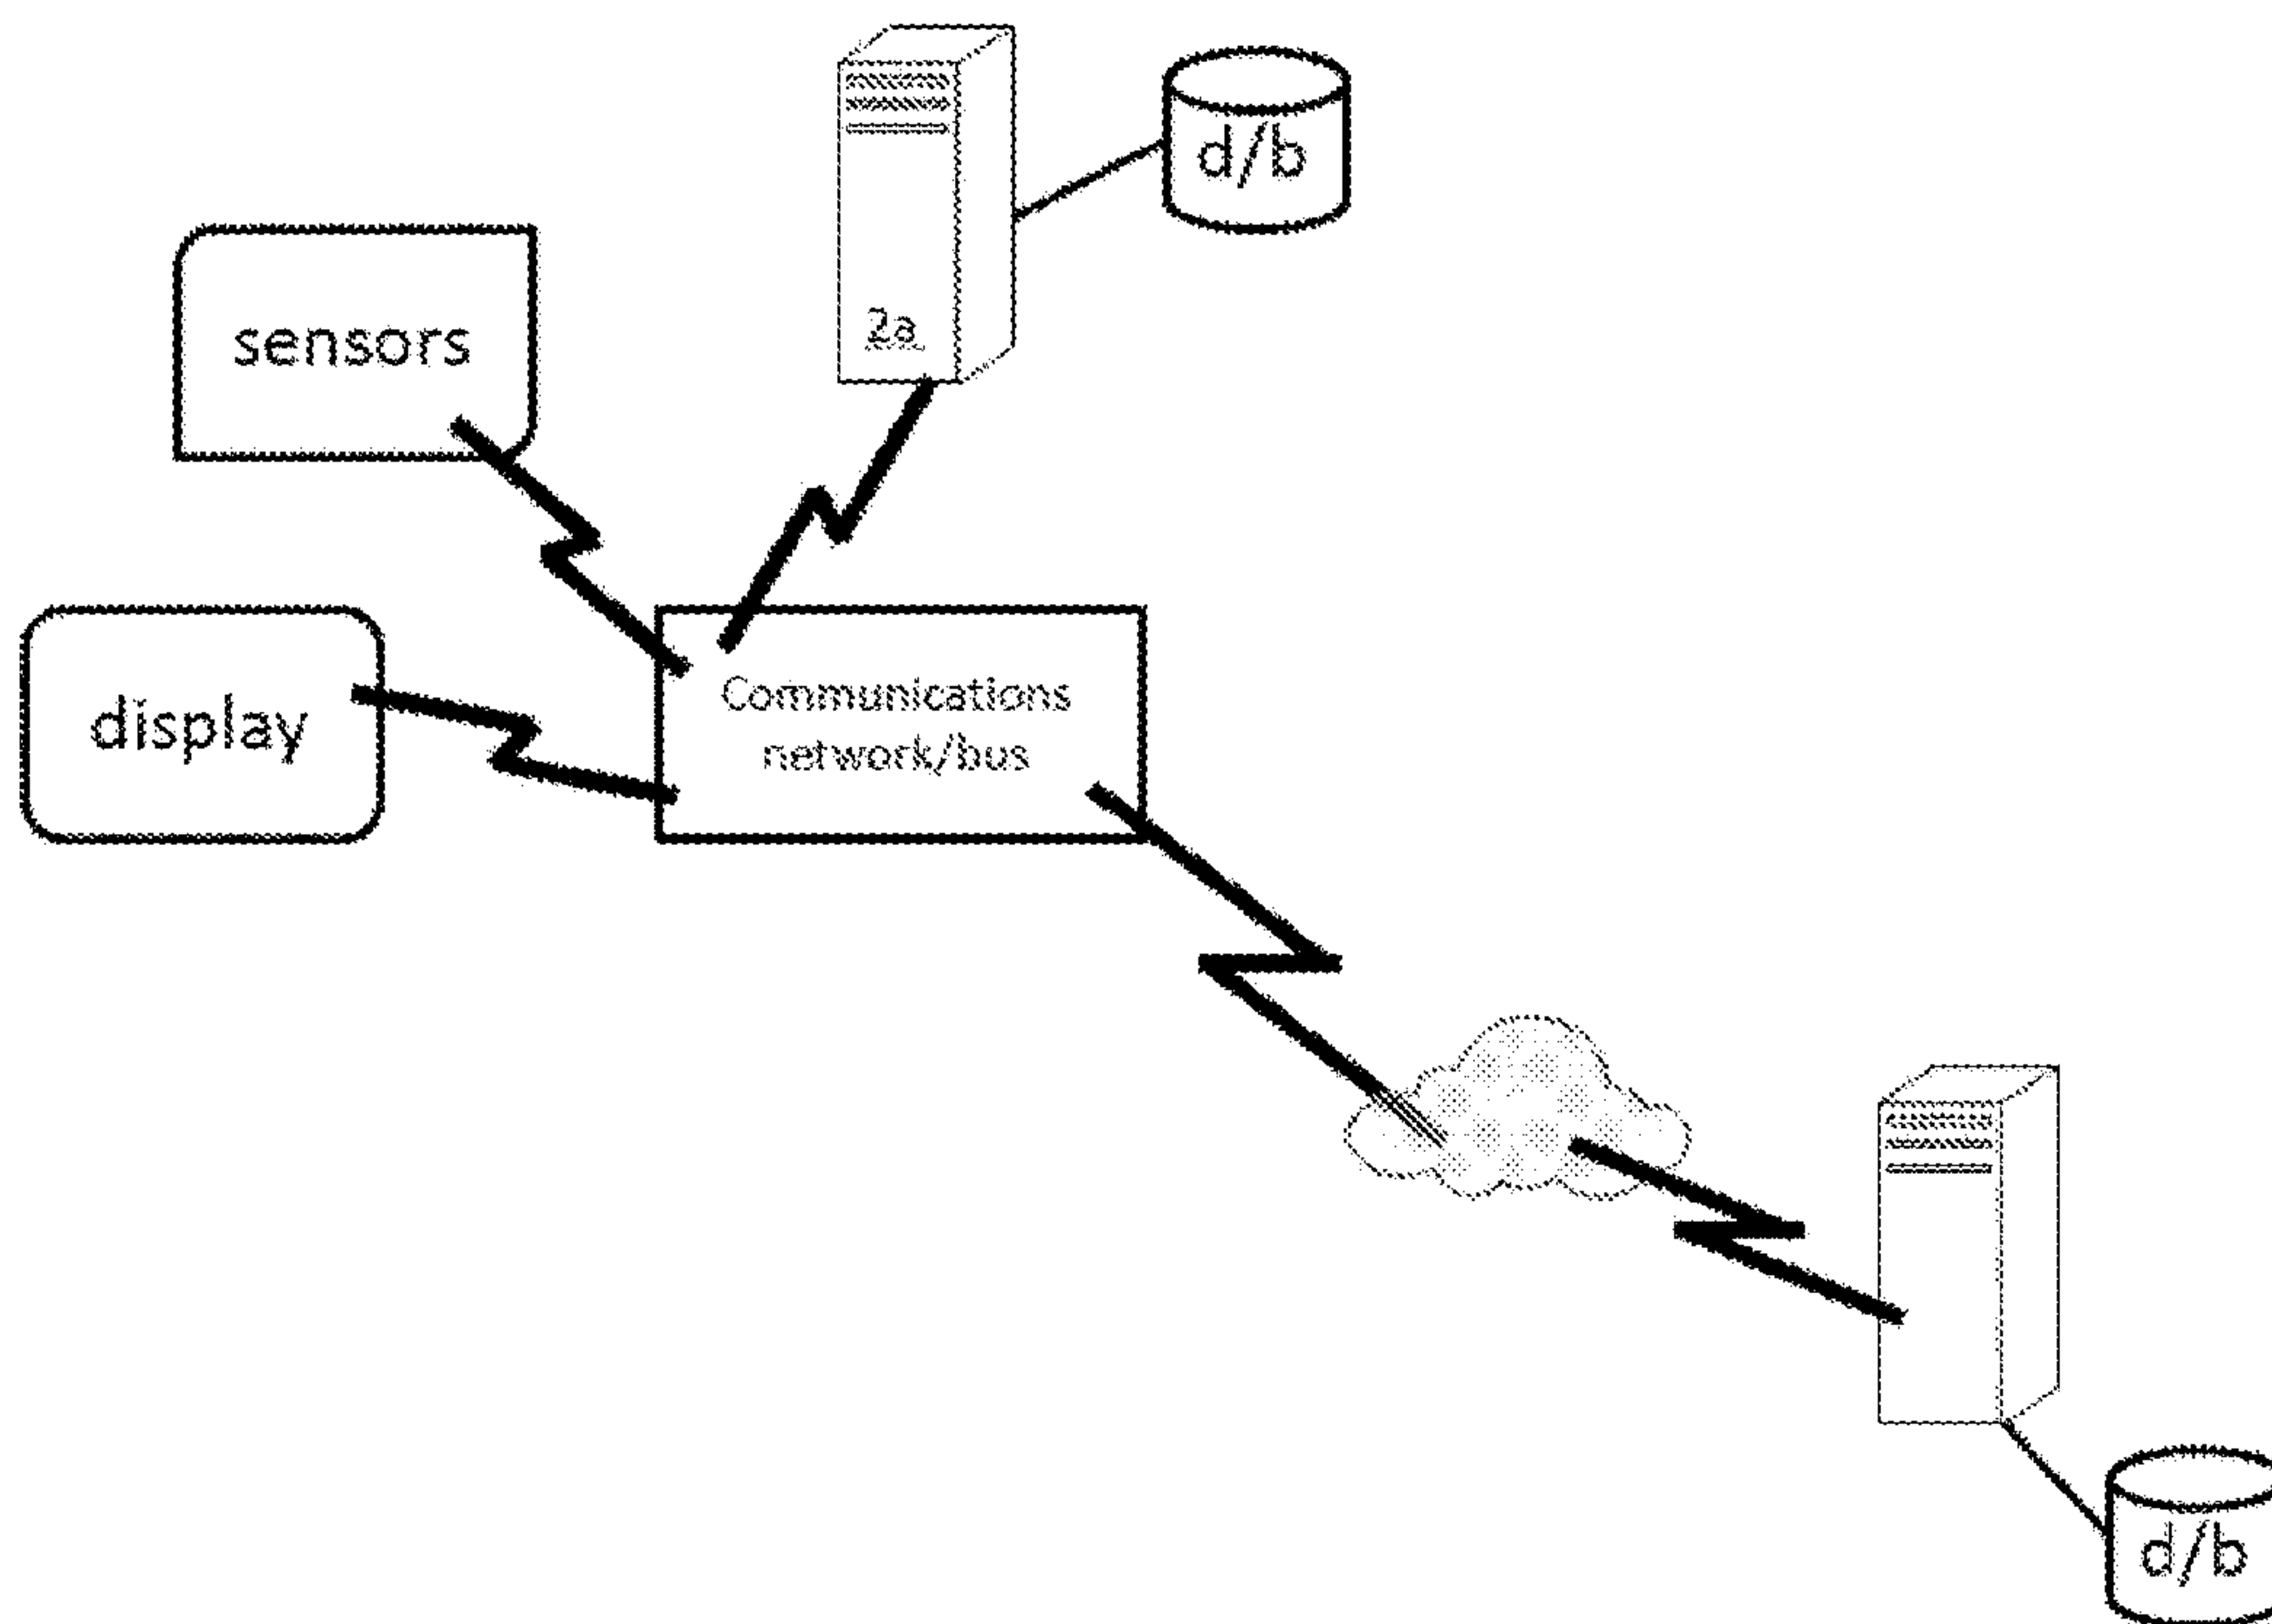 d/b
2a
sensors
display
Communications
network/bus
d/b